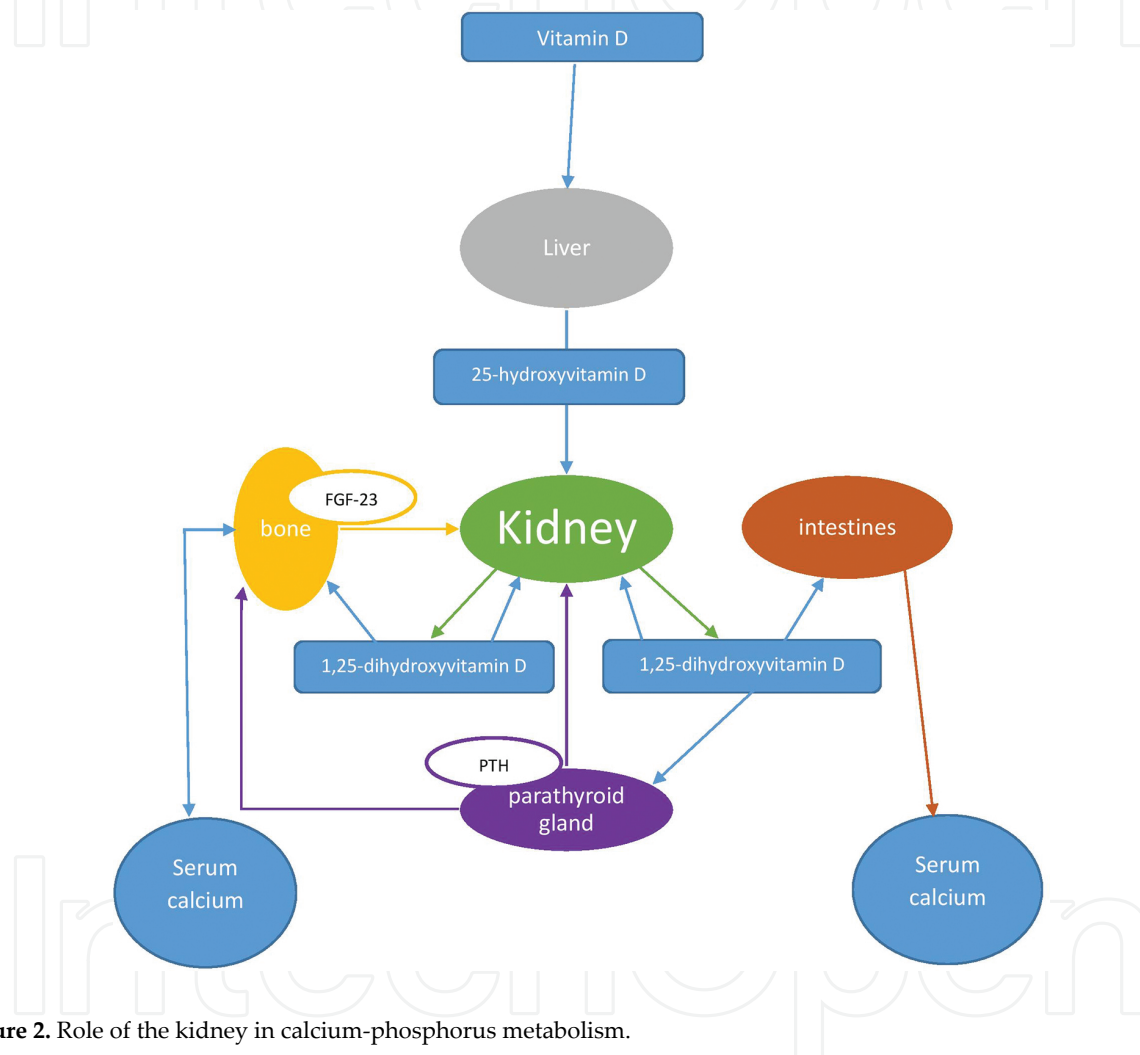 Vitamin D
Liver
25-hydroxyvitamin D
FGF-23
bone
Kidney
intestines
1,25-dihydroxyvitamin D
1,25-dihydroxyvitamin D
PTH
parathyroid
gland
Serum
calcium
Serum
calcium
ure 2. Role of the kidney in calcium-phosphorus metabolism.